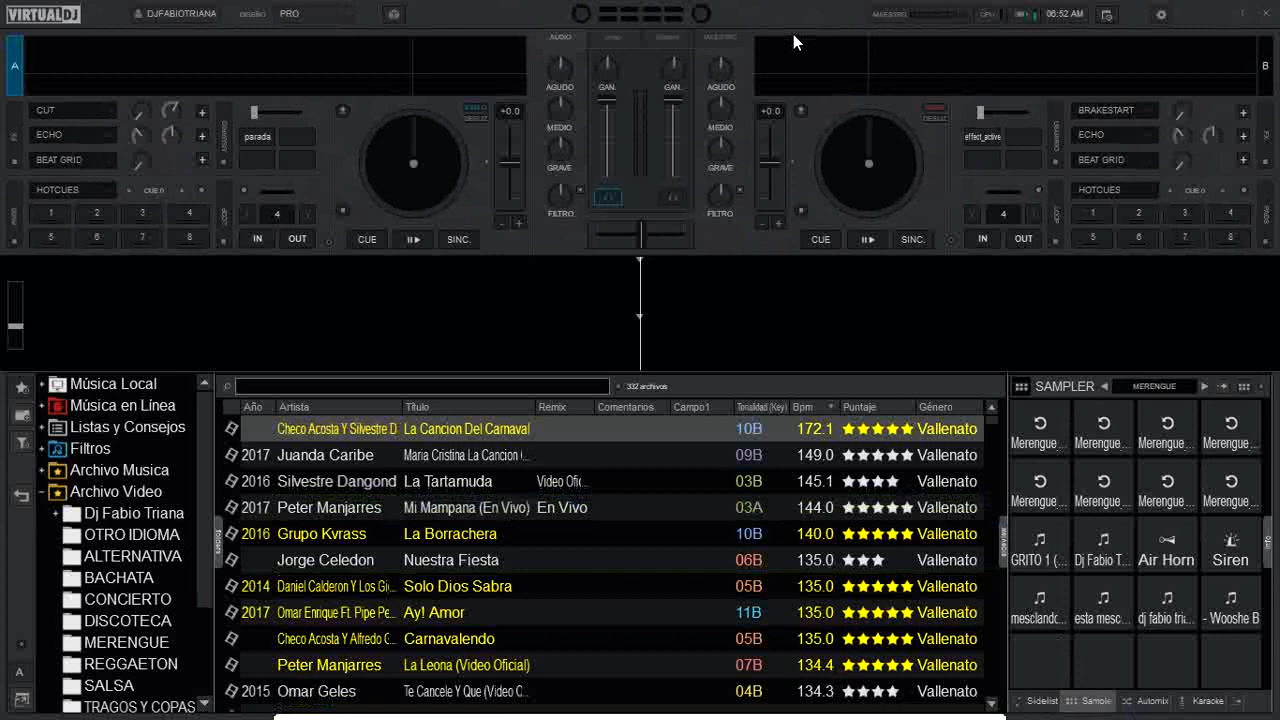 VIRTUALDJ DJFABIOTRIANA DISEÑO PRO MAESTRO CPU 06:52 AM
AUDIO MAESTRO
A B
GAN. GAN.
AGUDO AGUDO
MEDIO MEDIO
GRAVE GRAVE
FILTRO FILTRO
CUT +0.0 +0.0 BRAKESTART
ECHO parada effect_active ECHO
BEAT GRID BEAT GRID
HOTCUES CUE 0 HOTCUES CUE 0
1 2 3 4 4 4 1 2 3 4
5 6 7 8 IN OUT CUE SINC. CUE SINC. IN OUT 5 6 7 8
Música Local
Música en Línea
Listas y Consejos
Filtros
Archivo Musica
Archivo Video
Dj Fabio Triana
OTRO IDIOMA
ALTERNATIVA
BACHATA
CONCIERTO
DISCOTECA
MERENGUE
REGGAETON
SALSA
TRAGOS Y COPAS
folders
332 archivos
Año Artista Título Remix Comentarios Campo1 Tonalidad (Key) Bpm Puntaje Género
Checo Acosta Y Silvestre D La Cancion Del Carnaval 10B 172.1 Vallenato
2017 Juanda Caribe Maria Cristina La Cancion (... 09B 149.0 Vallenato
2016 Silvestre Dangond La Tartamuda Video Ofic... 03B 145.1 Vallenato
2017 Peter Manjarres Mi Mampana (En Vivo) En Vivo 03A 144.0 Vallenato
2016 Grupo Kvrass La Borrachera 10B 140.0 Vallenato
Jorge Celedon Nuestra Fiesta 06B 135.0 Vallenato
2014 Daniel Calderon Y Los Gi... Solo Dios Sabra 05B 135.0 Vallenato
2017 Omar Enrique Ft. Pipe Pe... Ay! Amor 11B 135.0 Vallenato
Checo Acosta Y Alfredo G... Carnavalendo 05B 135.0 Vallenato
Peter Manjarres La Leona (Video Oficial) 07B 134.4 Vallenato
2015 Omar Geles Te Cancele Y Que (Video O... 04B 134.3 Vallenato
SAMPLER MERENGUE
Merengue... Merengue... Merengue... Merengue...
Merengue... Merengue... Merengue... Merengue...
GRITO 1 (... Dj Fabio T... Air Horn Siren
mesclando... esta mesc... dj fabio tria... - Wooshe B
Sidelist Sample Automix Karaoke
A